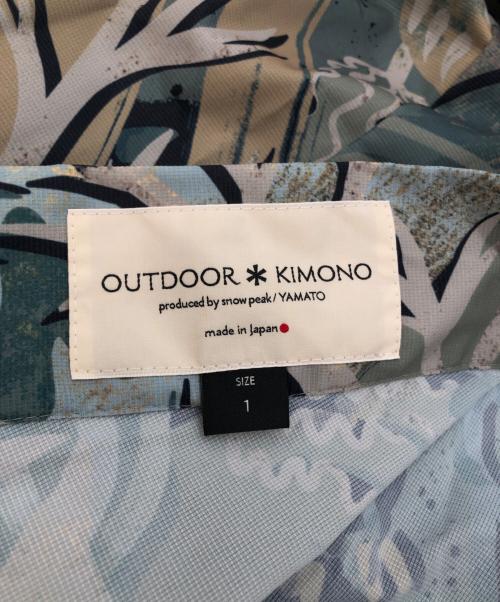 OUTDOOR * KIMONO
produced by snow peak / YAMATO
made in Japan
SIZE
1